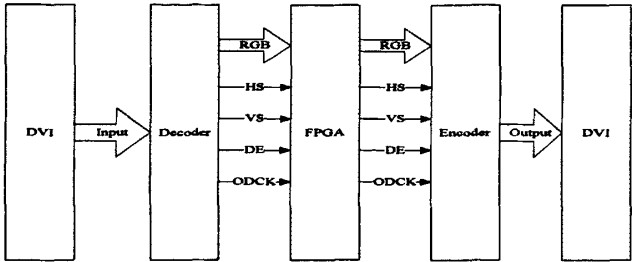 RGB RGB
HS HS
VS VS
DVI Input Decoder FPGA Encoder Output DVI
DE DE
ODCK ODCK